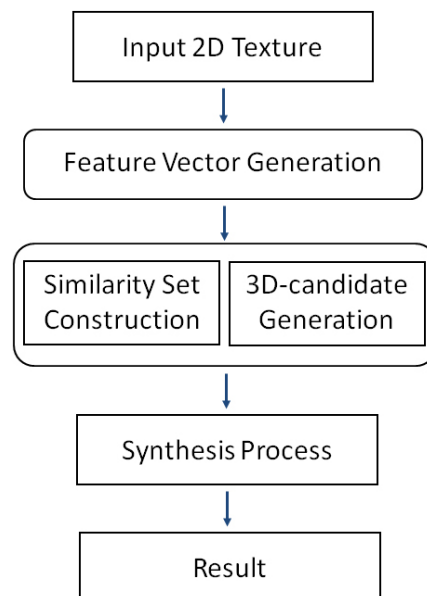 Input 2D Texture
Feature Vector Generation
Similarity Set
Construction
3D-candidate
Generation
Synthesis Process
Result